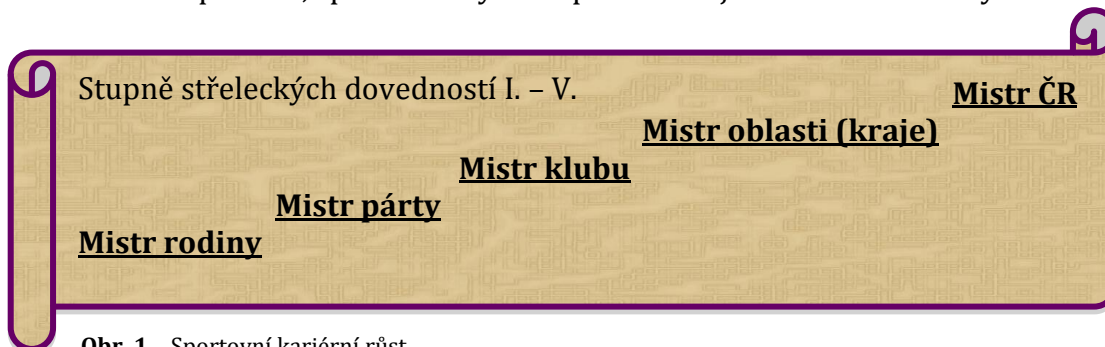 Stupně střeleckých dovedností I. – V.
Mistr ČR
Mistr oblasti (kraje)
Mistr klubu
Mistr párty
Mistr rodiny
Obr. 1 Sportovní kariérní růst